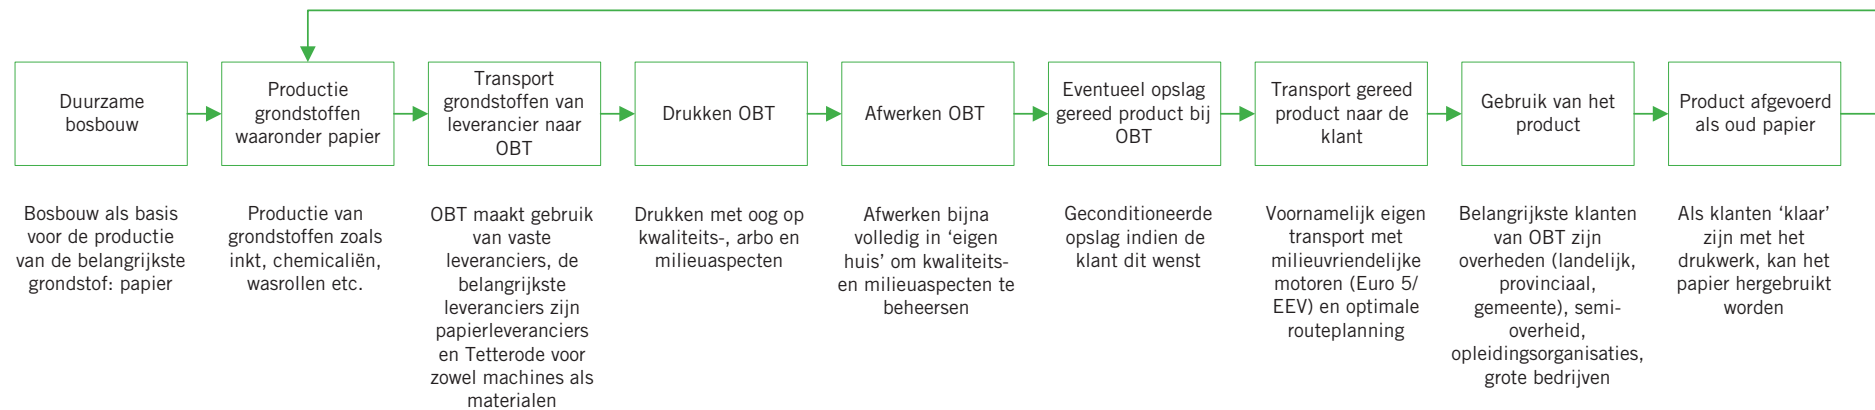 Duurzame
bosbouw
Productie
grondstoffen
waaronder papier
Transport
grondstoffen van
leverancier naar
OBT
Drukken OBT
Afwerken OBT
Eventueel opslag
gereed product bij
OBT
Transport gereed
product naar de
klant
Gebruik van het
product
Product afgevoerd
als oud papier
Bosbouw als basis
voor de productie
van de belangrijkste
grondstof: papier
Productie van
grondstoffen zoals
inkt, chemicaliën,
wasrollen etc.
OBT maakt gebruik
van vaste
leveranciers, de
belangrijkste
leveranciers zijn
papierleveranciers
en Tetterode voor
zowel machines als
materialen
Drukken met oog op
kwaliteits-, arbo en
milieuaspecten
Afwerken bijna
volledig in ‘eigen
huis’ om kwaliteits-
en milieuaspecten te
beheersen
Geconditioneerde
opslag indien de
klant dit wenst
Voornamelijk eigen
transport met
milieuvriendelijke
motoren (Euro 5/
EEV) en optimale
routeplanning
Belangrijkste klanten
van OBT zijn
overheden (landelijk,
provinciaal,
gemeente), semi-
overheid,
opleidingsorganisaties,
grote bedrijven
Als klanten ‘klaar’
zijn met het
drukwerk, kan het
papier hergebruikt
worden